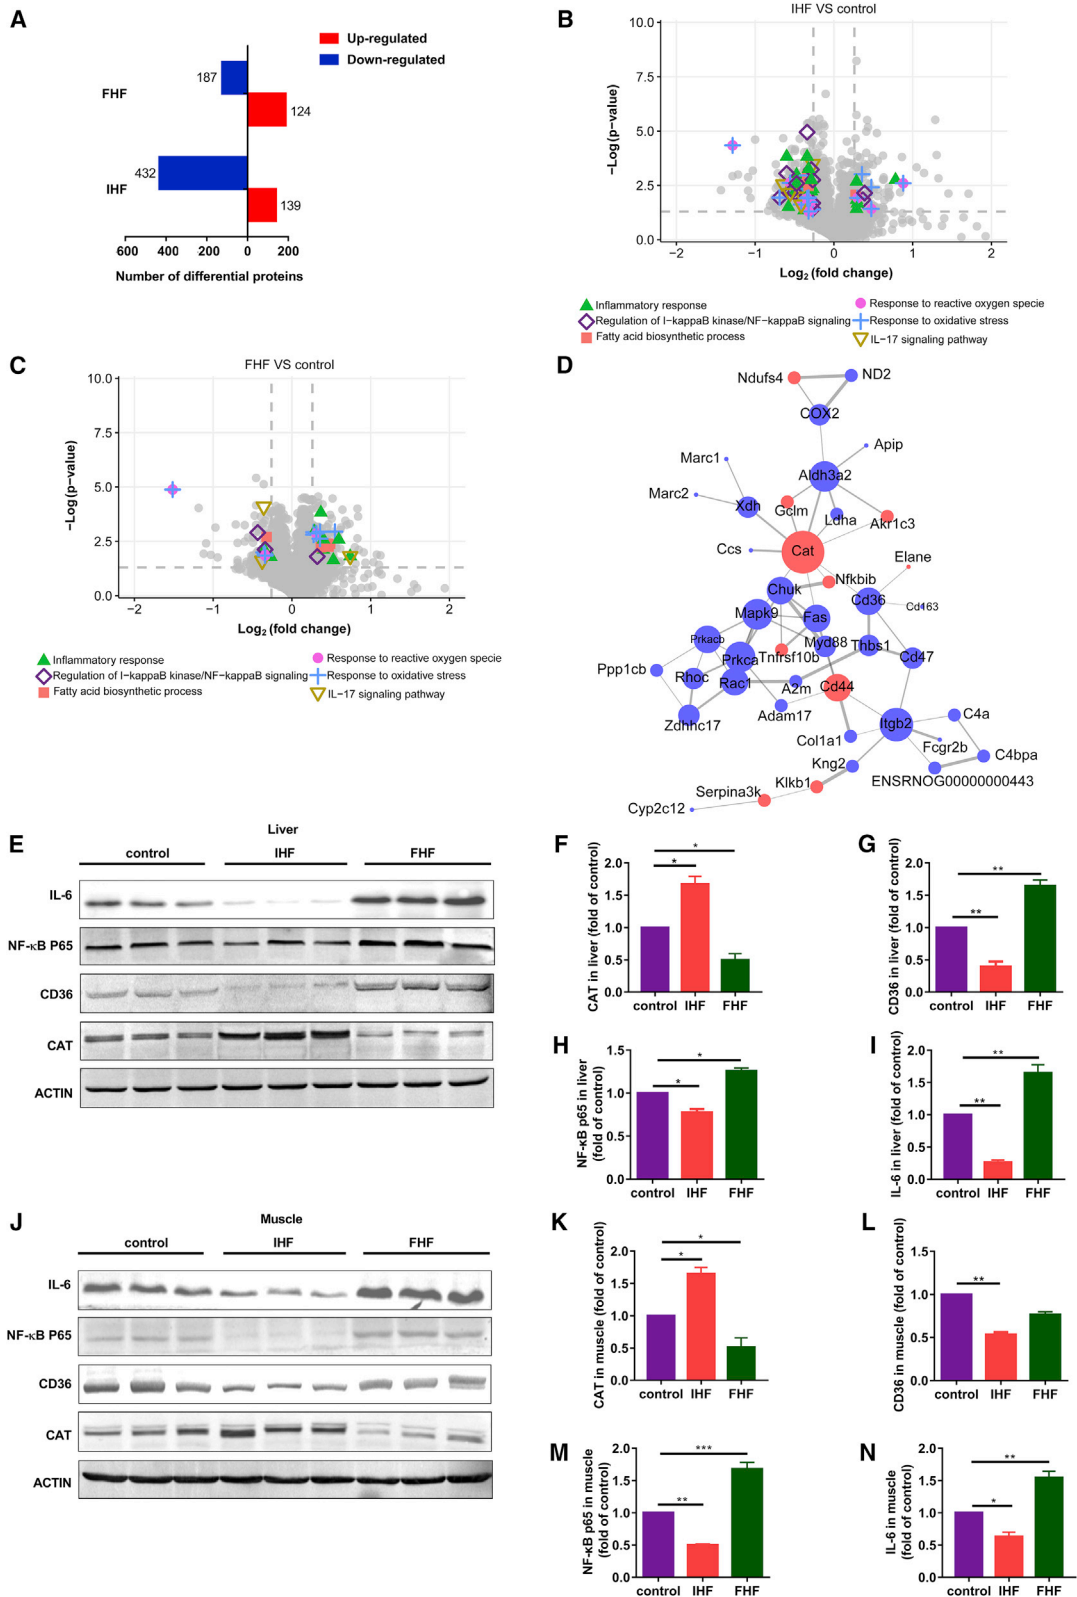 A
Up-regulated
Down-regulated
187
FHF
124
432
IHF
139
600 400 200 0 200
Number of differential proteins
B
IHF VS control
10.0
7.5
5.0
2.5
0.0
−Log(p−value)
−2 −1 0 1 2
Log2 (fold change)
Inflammatory response
Regulation of I−kappaB kinase/NF−kappaB signaling
Fatty acid biosynthetic process
Response to reactive oxygen specie
Response to oxidative stress
IL−17 signaling pathway
C
FHF VS control
10.0
7.5
5.0
2.5
0.0
−Log(p−value)
−2 −1 0 1 2
Log2 (fold change)
Inflammatory response
Regulation of I−kappaB kinase/NF−kappaB signaling
Fatty acid biosynthetic process
Response to reactive oxygen specie
Response to oxidative stress
IL−17 signaling pathway
D
Ndufs4
ND2
COX2
Apip
Marc1
Aldh3a2
Marc2
Xdh
Gclm
Ldha
Akr1c3
Ccs
Cat
Elane
Nfkbib
Chuk
Cd36
Cd163
Mapk9
Fas
Prkacb
Myd88
Thbs1
Prkca
Tnfrsf10b
Cd47
Ppp1cb
Rhoc
Rac1
A2m
Cd44
Zdhhc17
Adam17
Itgb2
C4a
Col1a1
Fcgr2b
C4bpa
Kng2
Klkb1
ENSRNOG00000000443
Serpina3k
Cyp2c12
E
Liver
control IHF FHF
IL-6
NF-κB P65
CD36
CAT
ACTIN
F
CAT in liver (fold of control)
2.0
1.5
1.0
0.5
0.0
*
*
control IHF FHF
G
CD36 in liver (fold of control)
2.0
1.5
1.0
0.5
0.0
**
**
control IHF FHF
H
NF-κB p65 in liver
(fold of control)
1.5
1.0
0.5
0.0
*
*
control IHF FHF
I
IL-6 in liver (fold of control)
2.0
1.5
1.0
0.5
0.0
**
**
control IHF FHF
J
Muscle
control IHF FHF
IL-6
NF-κB P65
CD36
CAT
ACTIN
K
CAT in muscle (fold of control)
2.0
1.5
1.0
0.5
0.0
*
*
control IHF FHF
L
CD36 in muscle (fold of control)
1.5
1.0
0.5
0.0
**
control IHF FHF
M
NF-κB p65 in muscle
(fold of control)
2.0
1.5
1.0
0.5
0.0
***
**
control IHF FHF
N
IL-6 in muscle
(fold of control)
2.0
1.5
1.0
0.5
0.0
**
*
control IHF FHF